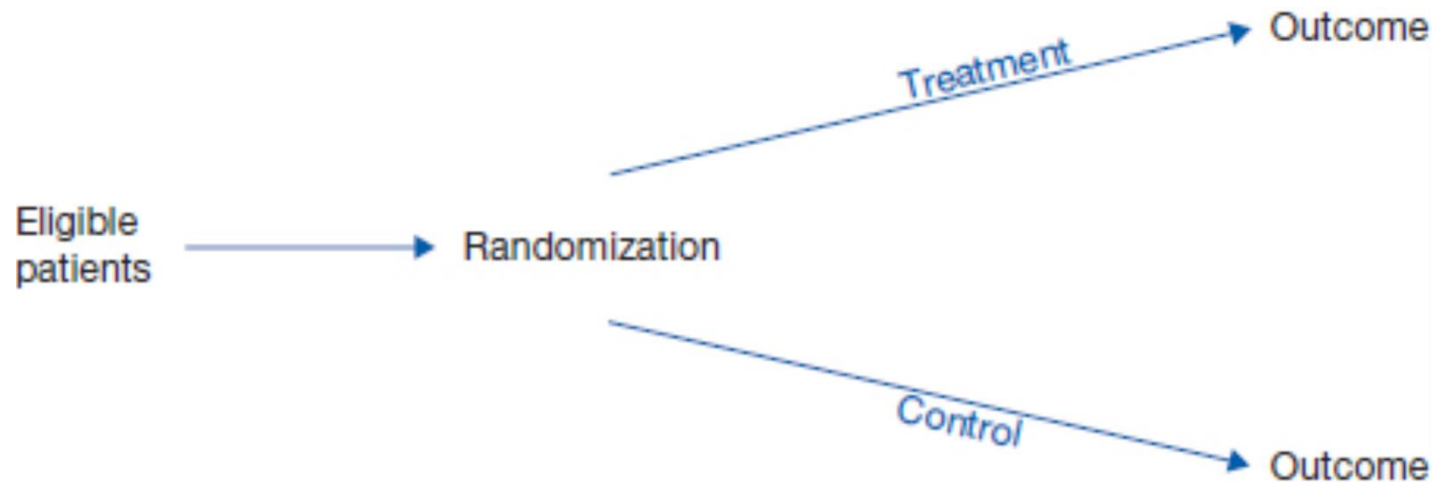 Outcome
Treatment
Eligible
patients
Randomization
Control
Outcome